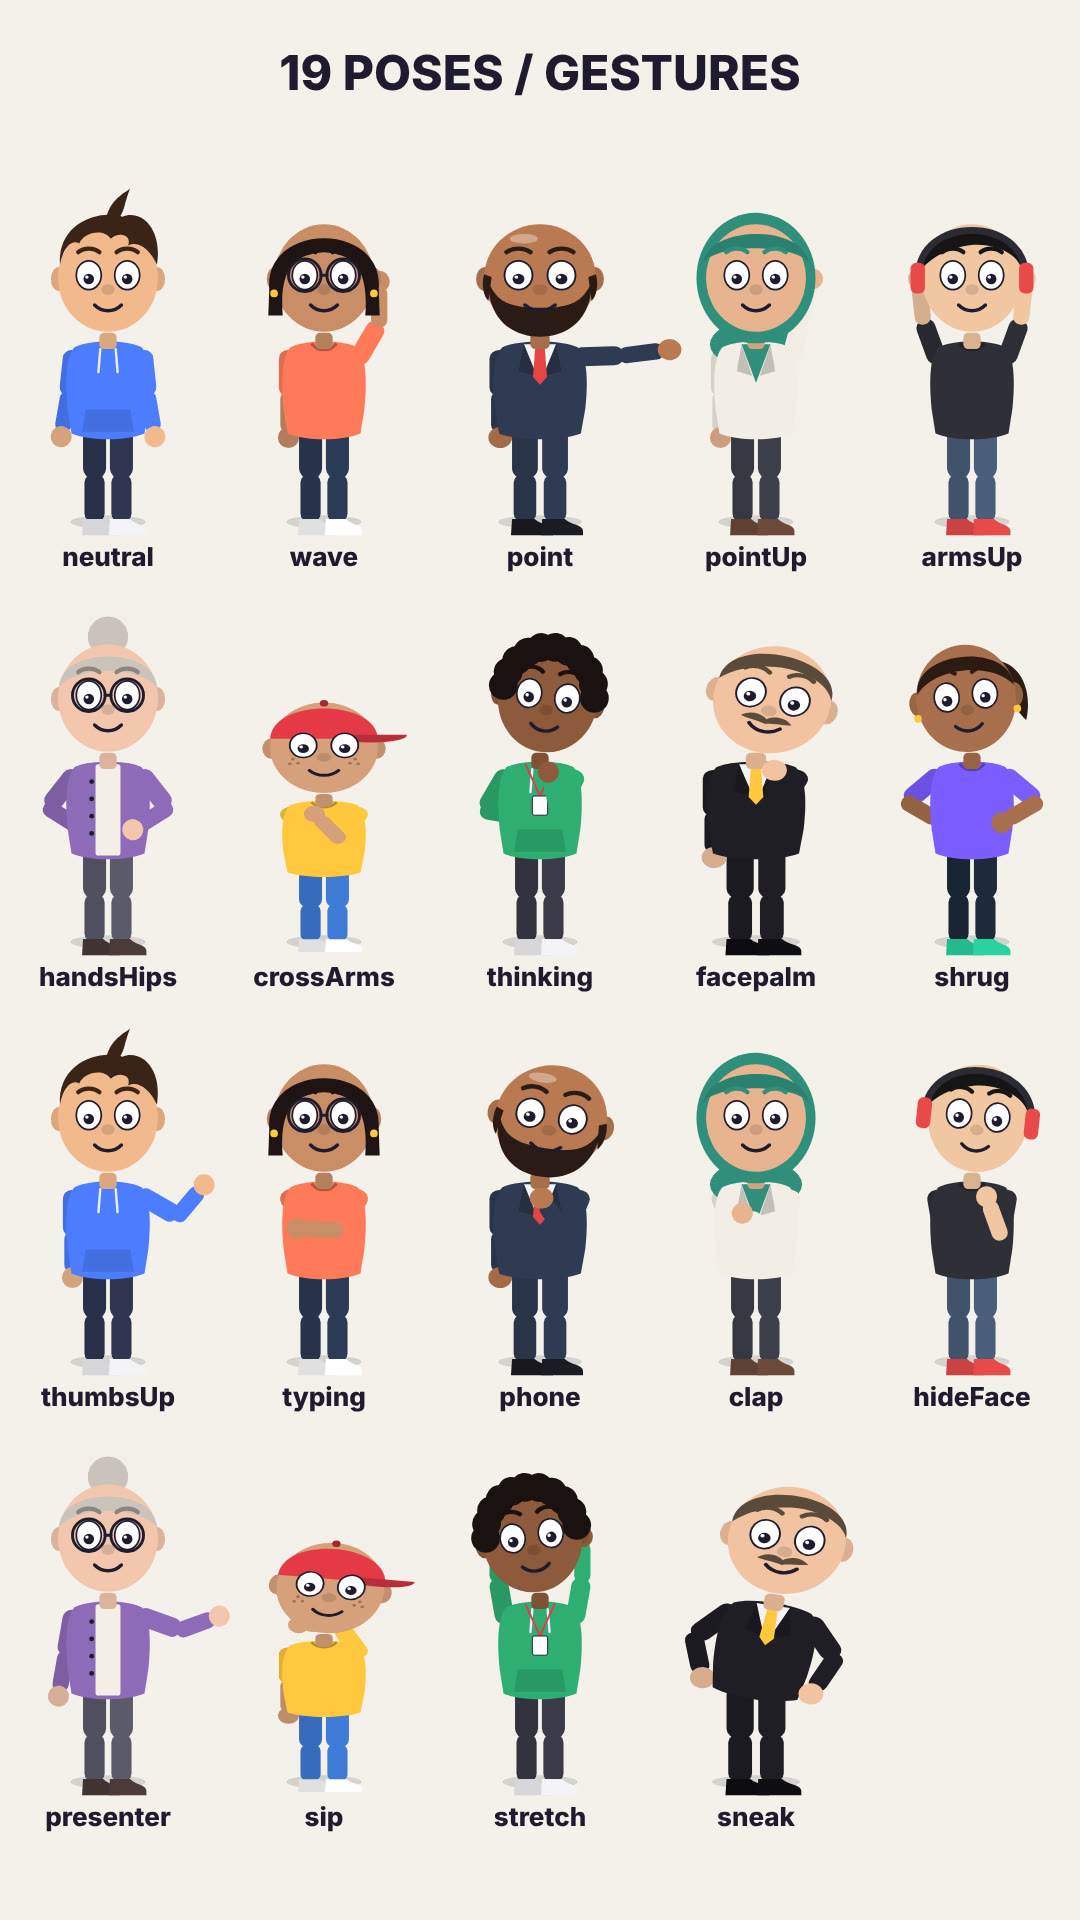 19 POSES / GESTURES
neutral
wave
point
pointUp
armsUp
handsHips
crossArms
thinking
facepalm
shrug
thumbsUp
typing
phone
clap
hideFace
presenter
sip
stretch
sneak